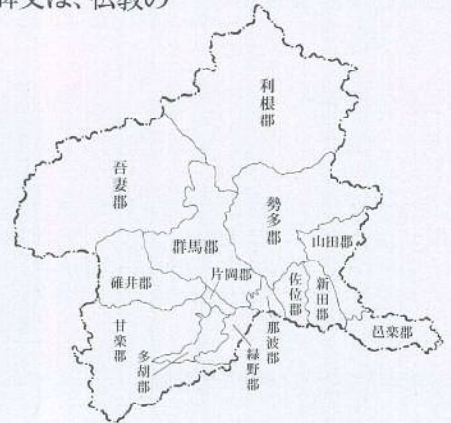 碑文は、仏教の
利根郡
吾妻郡
勢多郡
群馬郡
山田郡
片岡郡
碓井郡
佐位郡
新田郡
邑楽郡
甘楽郡
那波郡
緑野郡
多胡郡